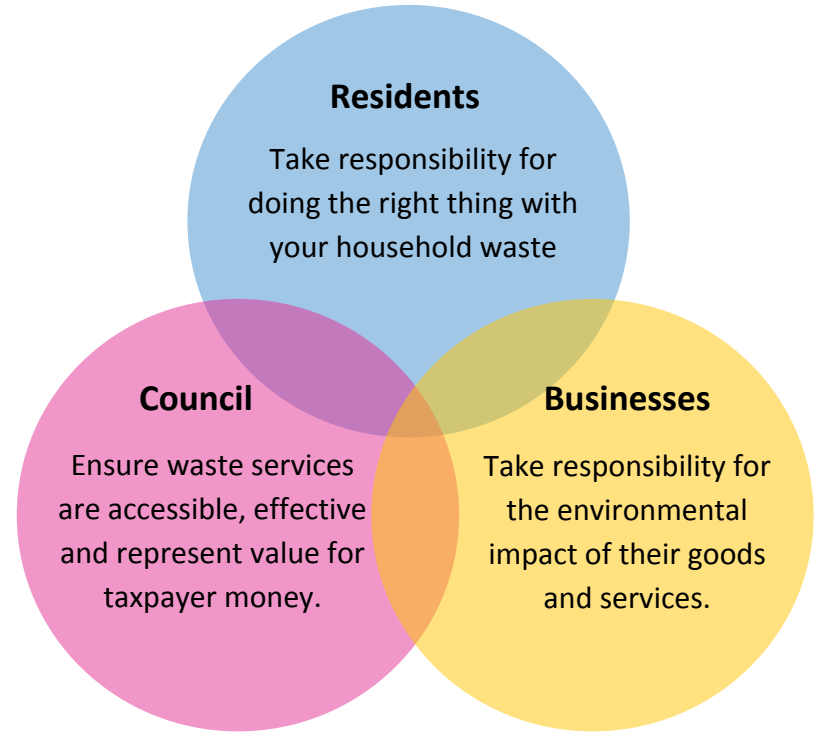 Residents
Take responsibility for
doing the right thing with
your household waste
Council
Ensure waste services
are accessible, effective
and represent value for
taxpayer money.
Businesses
Take responsibility for
the environmental
impact of their goods
and services.